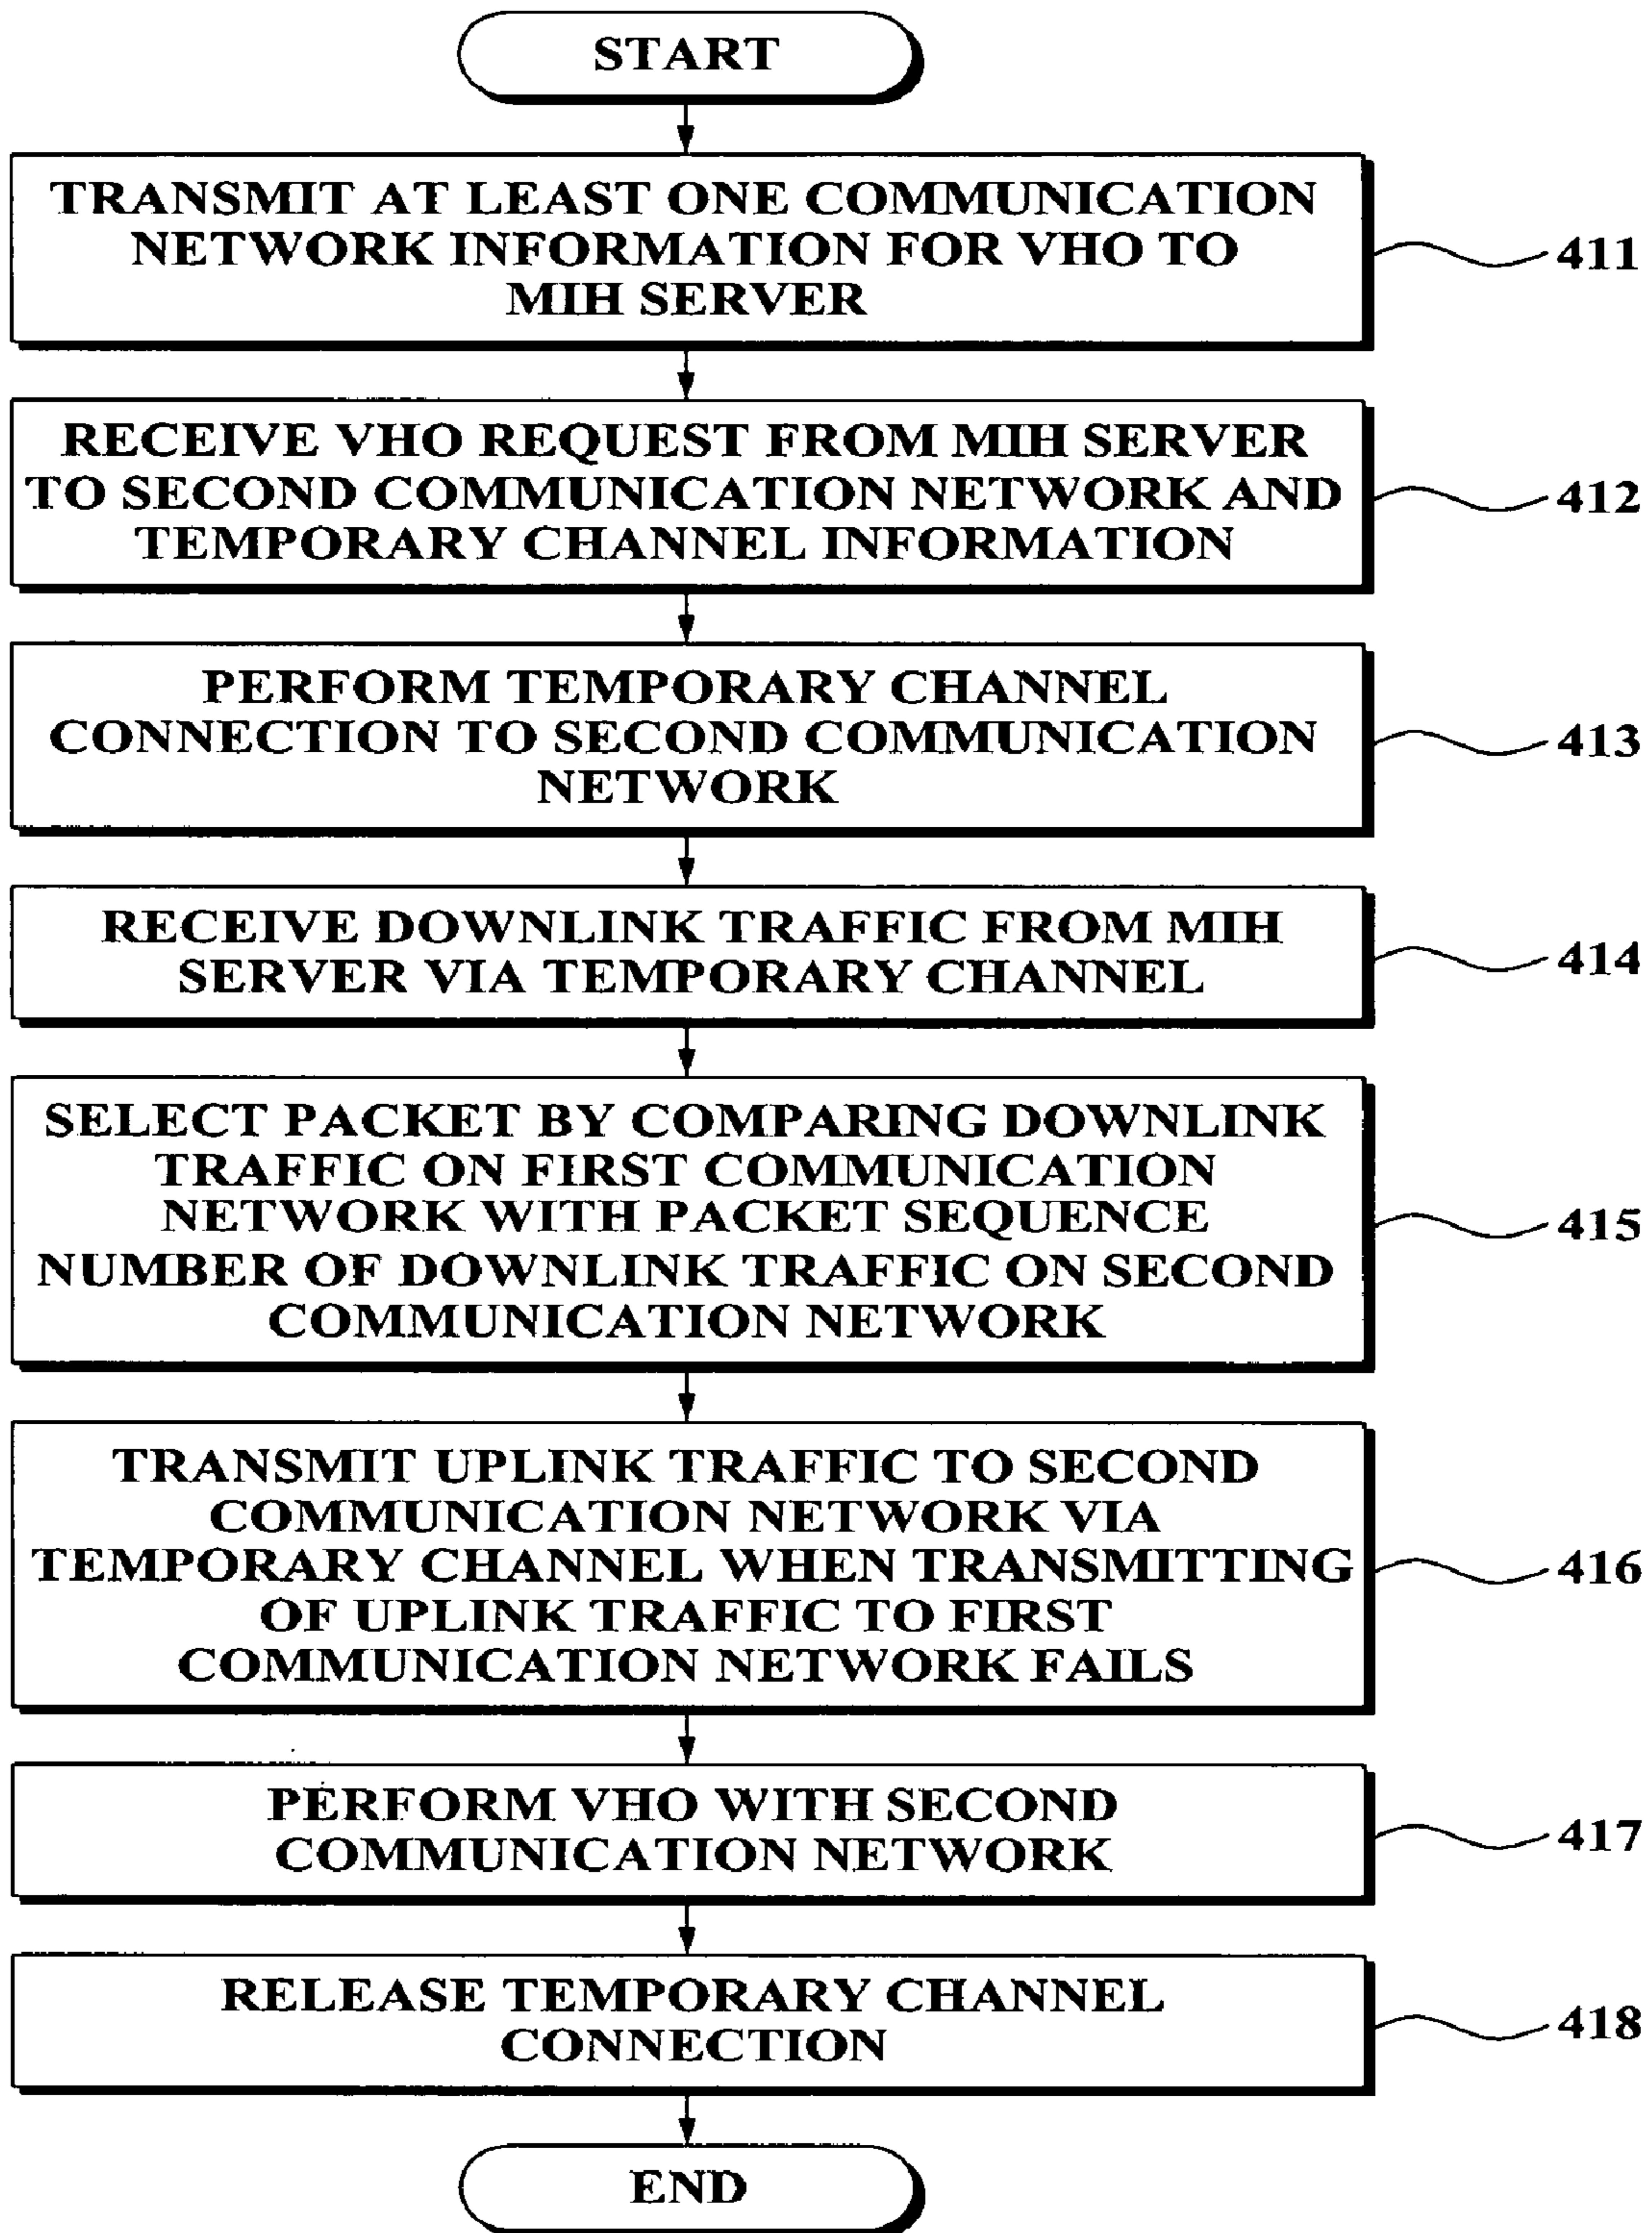 START
TRANSMIT AT LEAST ONE COMMUNICATION
NETWORK INFORMATION FOR VHO TO
MIH SERVER
411
RECEIVE VHO REQUEST FROM MIH SERVER
TO SECOND COMMUNICATION NETWORK AND
TEMPORARY CHANNEL INFORMATION
412
PERFORM TEMPORARY CHANNEL
CONNECTION TO SECOND COMMUNICATION
NETWORK
413
RECEIVE DOWNLINK TRAFFIC FROM MIH
SERVER VIA TEMPORARY CHANNEL
414
SELECT PACKET BY COMPARING DOWNLINK
TRAFFIC ON FIRST COMMUNICATION
NETWORK WITH PACKET SEQUENCE
NUMBER OF DOWNLINK TRAFFIC ON SECOND
COMMUNICATION NETWORK
415
TRANSMIT UPLINK TRAFFIC TO SECOND
COMMUNICATION NETWORK VIA
TEMPORARY CHANNEL WHEN TRANSMITTING
OF UPLINK TRAFFIC TO FIRST
COMMUNICATION NETWORK FAILS
416
PERFORM VHO WITH SECOND
COMMUNICATION NETWORK
417
RELEASE TEMPORARY CHANNEL
CONNECTION
418
END